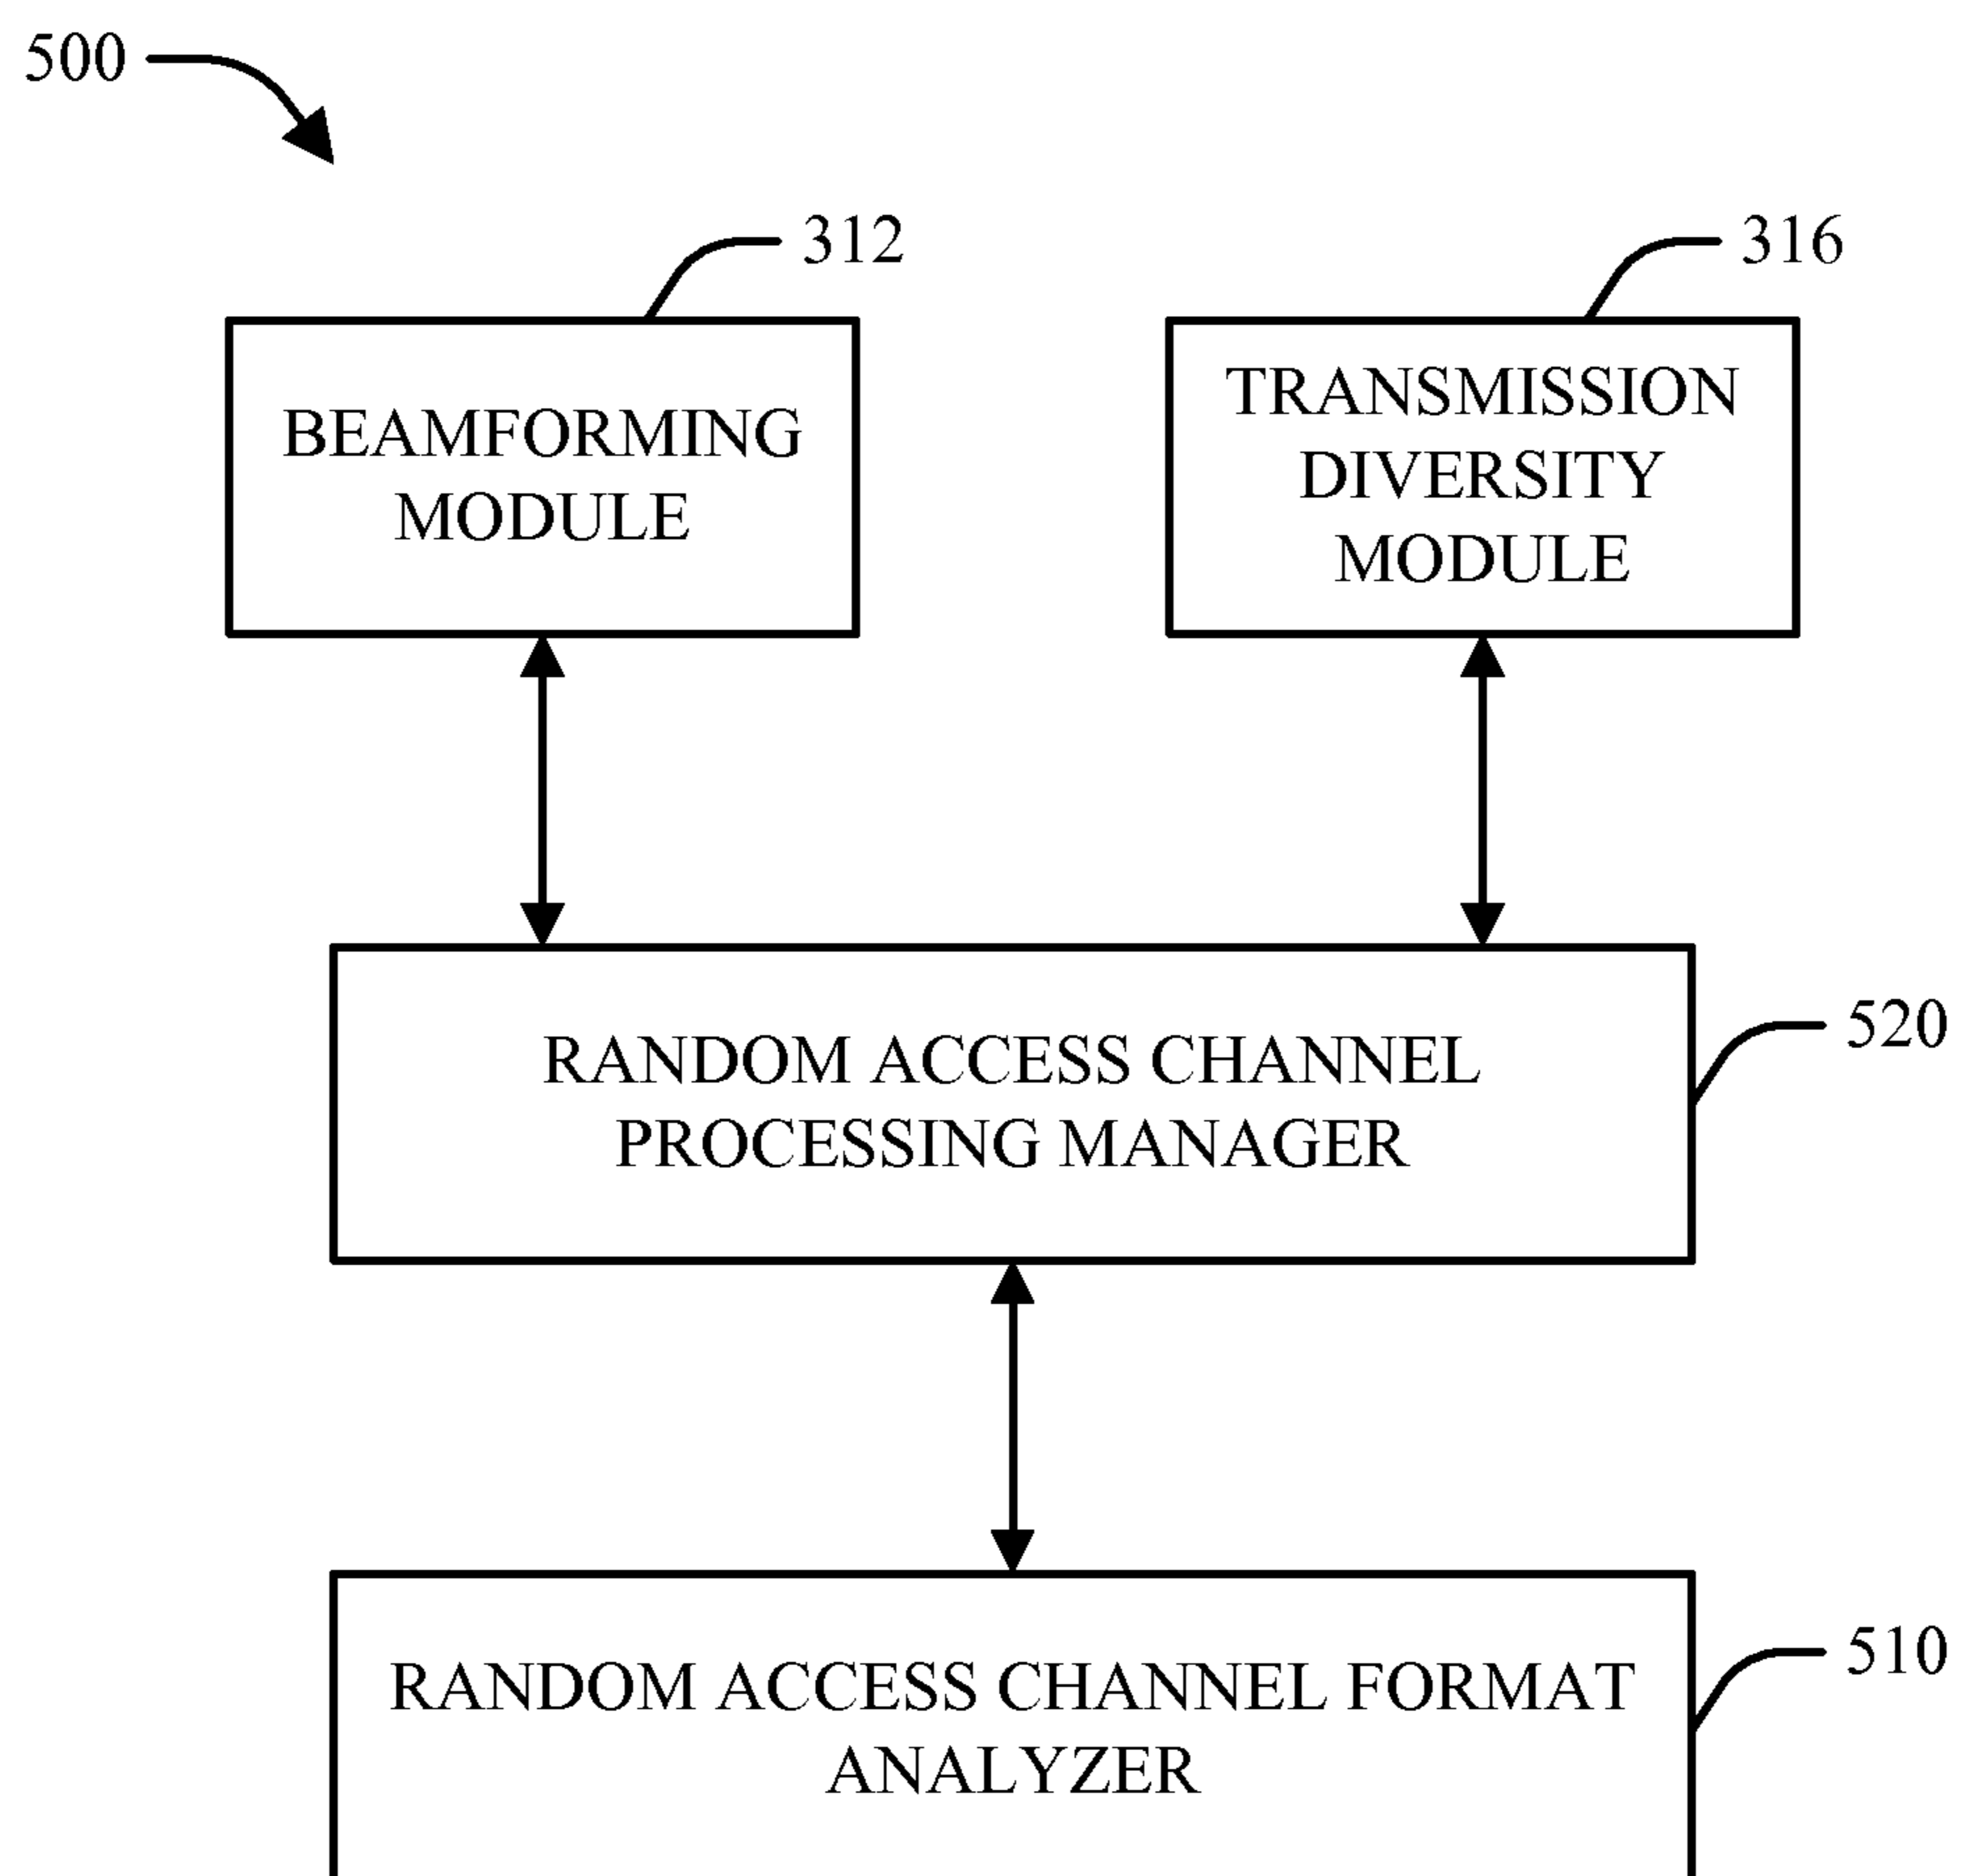 500
312
316
BEAMFORMING
MODULE
TRANSMISSION
DIVERSITY
MODULE
RANDOM ACCESS CHANNEL
PROCESSING MANAGER
520
RANDOM ACCESS CHANNEL FORMAT
ANALYZER
510